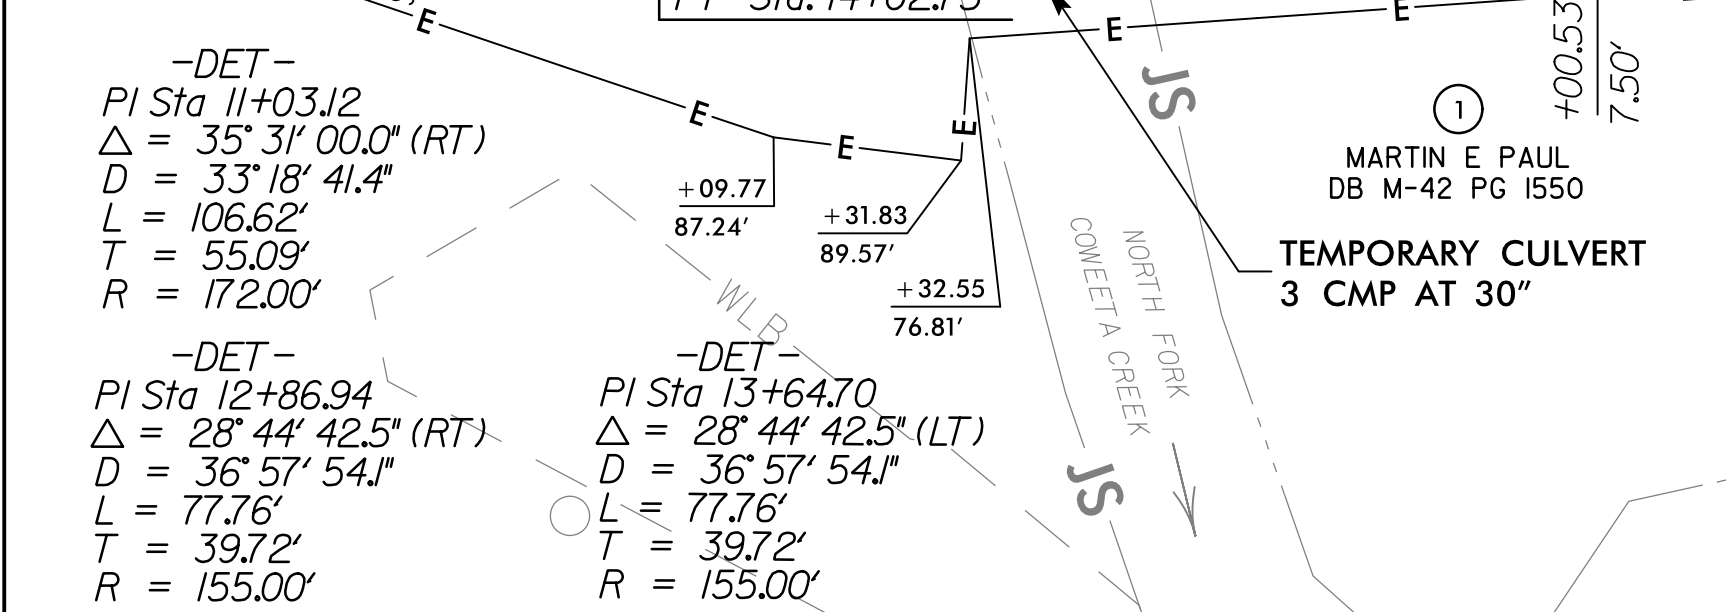 E
E
E
E
E
E
-DET-
PI Sta 11+03.12
△ = 35° 31' 00.0" (RT)
D = 33° 18' 41.4"
L = 106.62'
T = 55.09'
R = 172.00'
-DET-
PI Sta 12+86.94
△ = 28° 44' 42.5" (RT)
D = 36° 57' 54.1"
L = 77.76'
T = 39.72'
R = 155.00'
-DET-
PI Sta 13+64.70
△ = 28° 44' 42.5" (LT)
D = 36° 57' 54.1"
L = 77.76'
T = 39.72'
R = 155.00'
+09.77
87.24'
+31.83
89.57'
+32.55
76.81'
WLB
JS
JS
NORTH FORK
COWEETA CREEK
+00.53
7.50'
1
MARTIN E PAUL
DB M-42 PG 1550
TEMPORARY CULVERT
3 CMP AT 30"